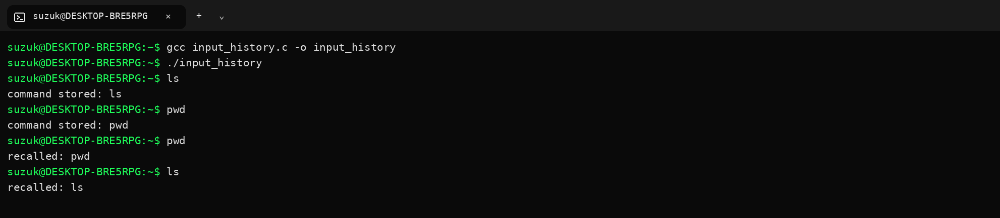 suzuk@DESKTOP-BRE5RPG × + ⌄
suzuk@DESKTOP-BRE5RPG:~$ gcc input_history.c -o input_history
suzuk@DESKTOP-BRE5RPG:~$ ./input_history
suzuk@DESKTOP-BRE5RPG:~$ ls
command stored: ls
suzuk@DESKTOP-BRE5RPG:~$ pwd
command stored: pwd
suzuk@DESKTOP-BRE5RPG:~$ pwd
recalled: pwd
suzuk@DESKTOP-BRE5RPG:~$ ls
recalled: ls